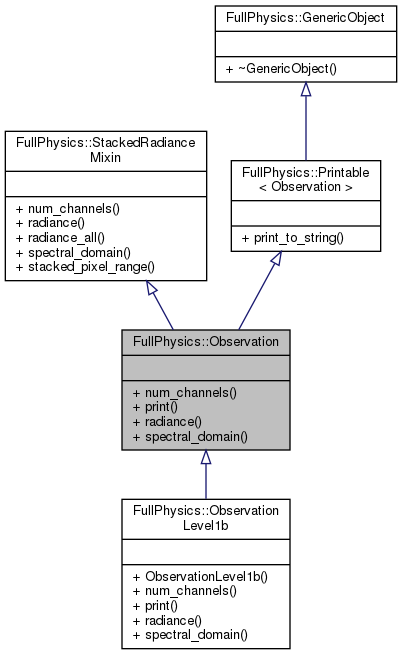 FullPhysics::GenericObject
+ ~GenericObject()
FullPhysics::StackedRadiance
Mixin
+ num_channels()
+ radiance()
+ radiance_all()
+ spectral_domain()
+ stacked_pixel_range()
FullPhysics::Printable
< Observation >
+ print_to_string()
FullPhysics::Observation
+ num_channels()
+ print()
+ radiance()
+ spectral_domain()
FullPhysics::Observation
Level1b
+ ObservationLevel1b()
+ num_channels()
+ print()
+ radiance()
+ spectral_domain()